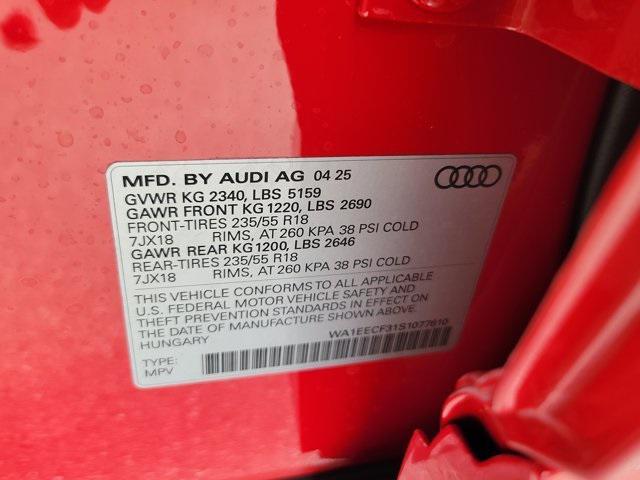 MFD. BY AUDI AG 04 25
GVWR KG 2340, LBS 5159
GAWR FRONT KG 1220, LBS 2690
FRONT-TIRES 235/55 R18
7JX18 RIMS, AT 260 KPA 38 PSI COLD
GAWR REAR KG 1200, LBS 2646
REAR-TIRES 235/55 R18
7JX18 RIMS, AT 260 KPA 38 PSI COLD
THIS VEHICLE CONFORMS TO ALL APPLICABLE
U.S. FEDERAL MOTOR VEHICLE SAFETY AND
THEFT PREVENTION STANDARDS IN EFFECT ON
THE DATE OF MANUFACTURE SHOWN ABOVE.
HUNGARY
WA1EECF31S1077610
TYPE:
MPV